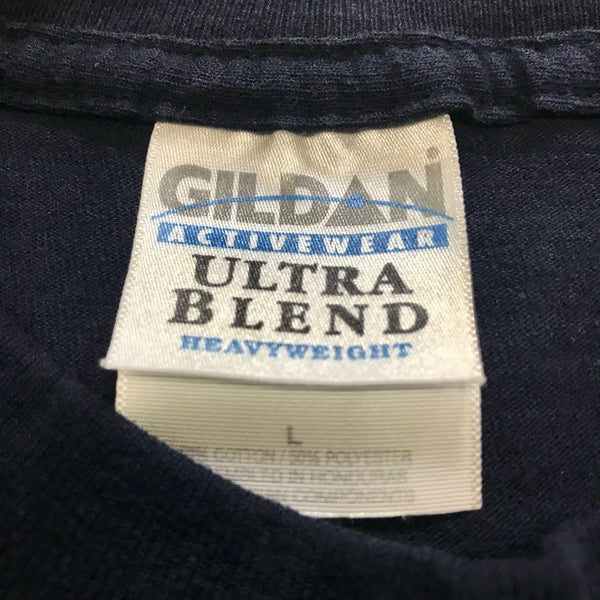 GILDAN®
ACTIVEWEAR
ULTRA
BLEND
HEAVYWEIGHT
L
COTTON / 50% POLYESTER
IN HONDURAS
COMPONENTS